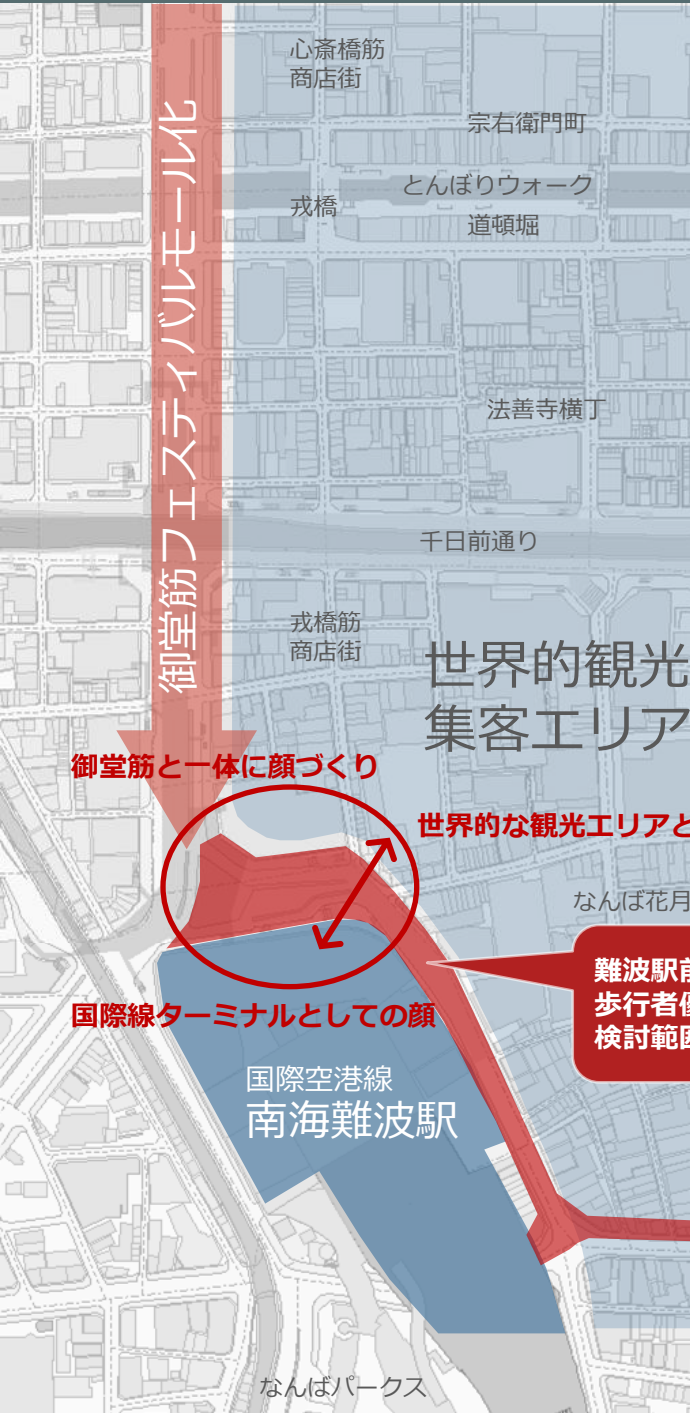 心斎橋筋
商店街
宗右衛門町
とんぼりウォーク
戎橋
道頓堀
御堂筋フェスティバルモール化
法善寺横丁
千日前通り
戎橋筋
商店街
世界的観光
集客エリア
御堂筋と一体に顔づくり
世界的な観光エリアと
なんば花月
難波駅前
歩行者優
検討範囲
国際線ターミナルとしての顔
国際空港線
南海難波駅
なんばパークス